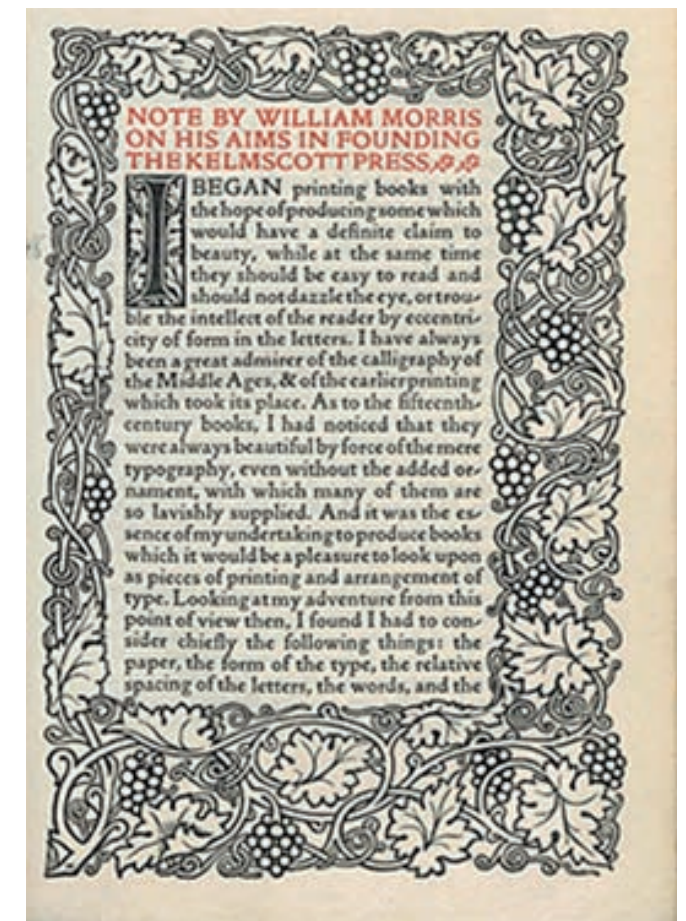 NOTE BY WILLIAM MORRIS
ON HIS AIMS IN FOUNDING
THE KELMSCOTT PRESS
I BEGAN printing books with
the hope of producing some which
would have a definite claim to
beauty, while at the same time
they should be easy to read and
should not dazzle the eye, or trou-
ble the intellect of the reader by eccentri-
city of form in the letters. I have always
been a great admirer of the calligraphy of
the Middle Ages, & of the earlier printing
which took its place. As to the fifteenth-
century books, I had noticed that they
were always beautiful by force of the mere
typography, even without the added or-
nament, with which many of them are
so lavishly supplied. And it was the es-
sence of my undertaking to produce books
which it would be a pleasure to look upon
as pieces of printing and arrangement of
type. Looking at my adventure from this
point of view then, I found I had to con-
sider chiefly the following things: the
paper, the form of the type, the relative
spacing of the letters, the words, and the